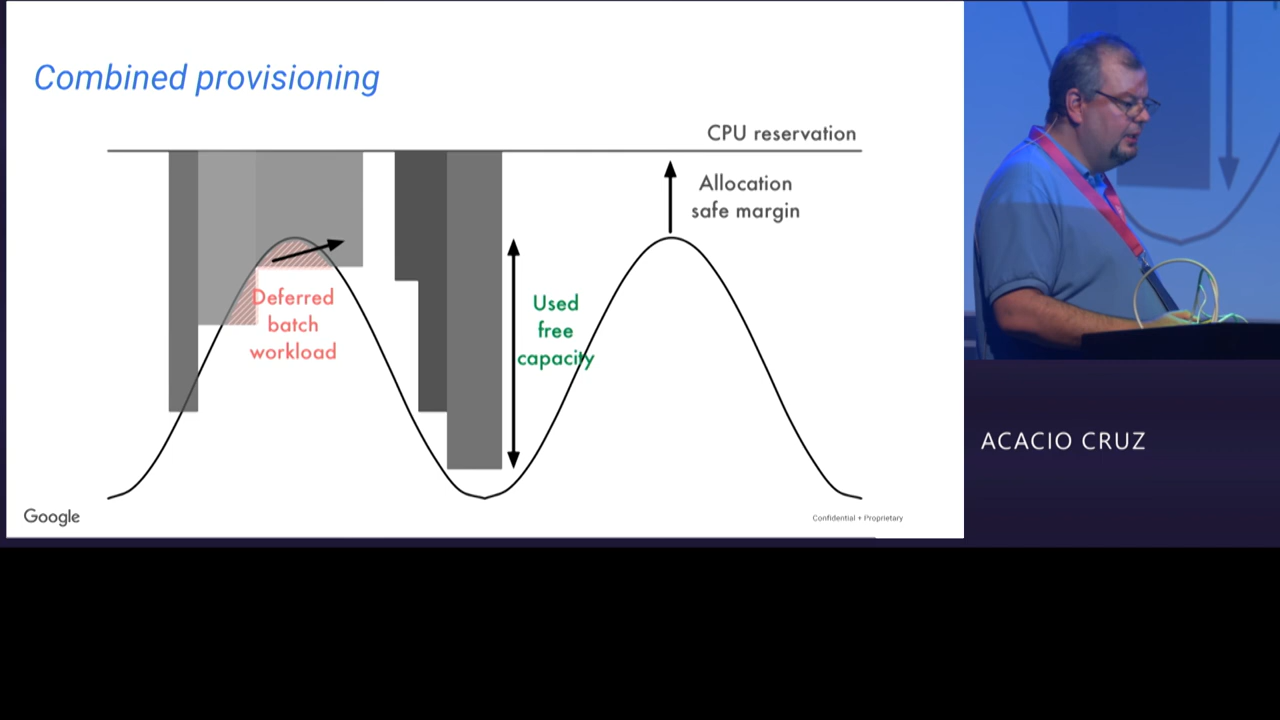 Combined provisioning
CPU reservation
Allocation
safe margin
Deferred
batch
workload
Used
free
capacity
Google
Confidential + Proprietary
ACACIO CRUZ